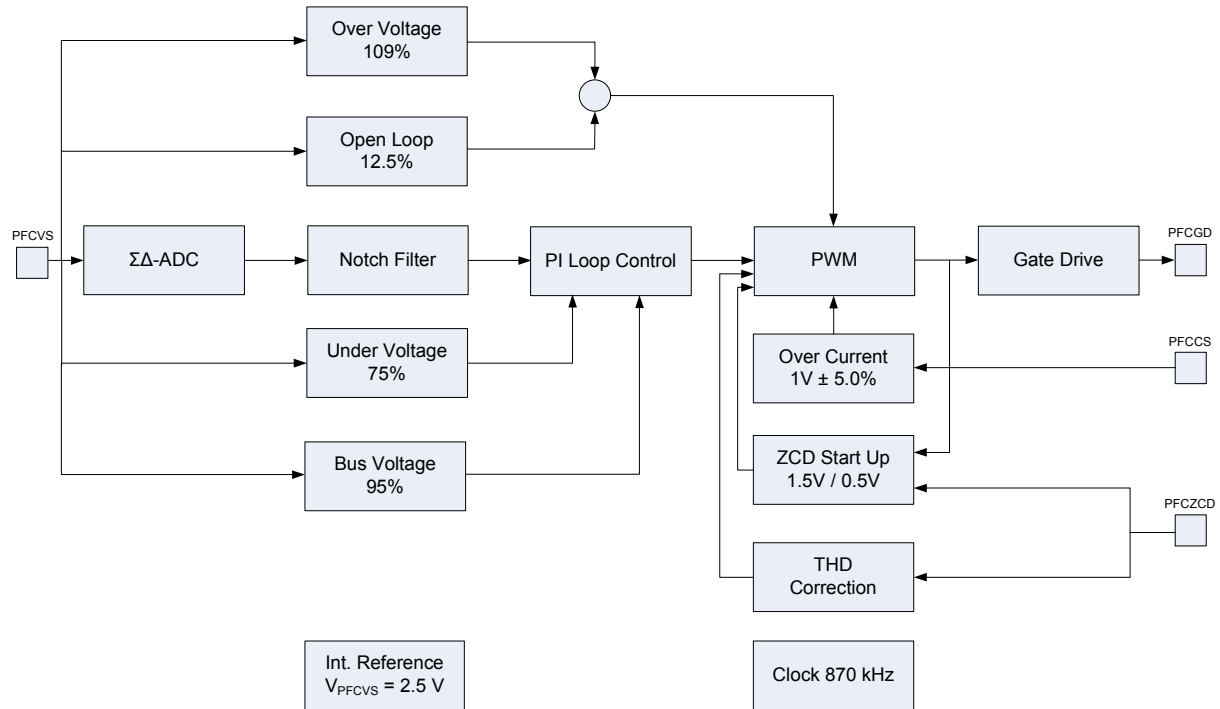 Over Voltage
109%
Open Loop
12.5%
PFCVS
ΣΔ-ADC
Notch Filter
PI Loop Control
PWM
Gate Drive
PFCGD
Under Voltage
75%
Over Current
1V ± 5.0%
PFCCS
Bus Voltage
95%
ZCD Start Up
1.5V / 0.5V
PFCZCD
THD
Correction
Int. Reference
VPFCVS = 2.5 V
Clock 870 kHz